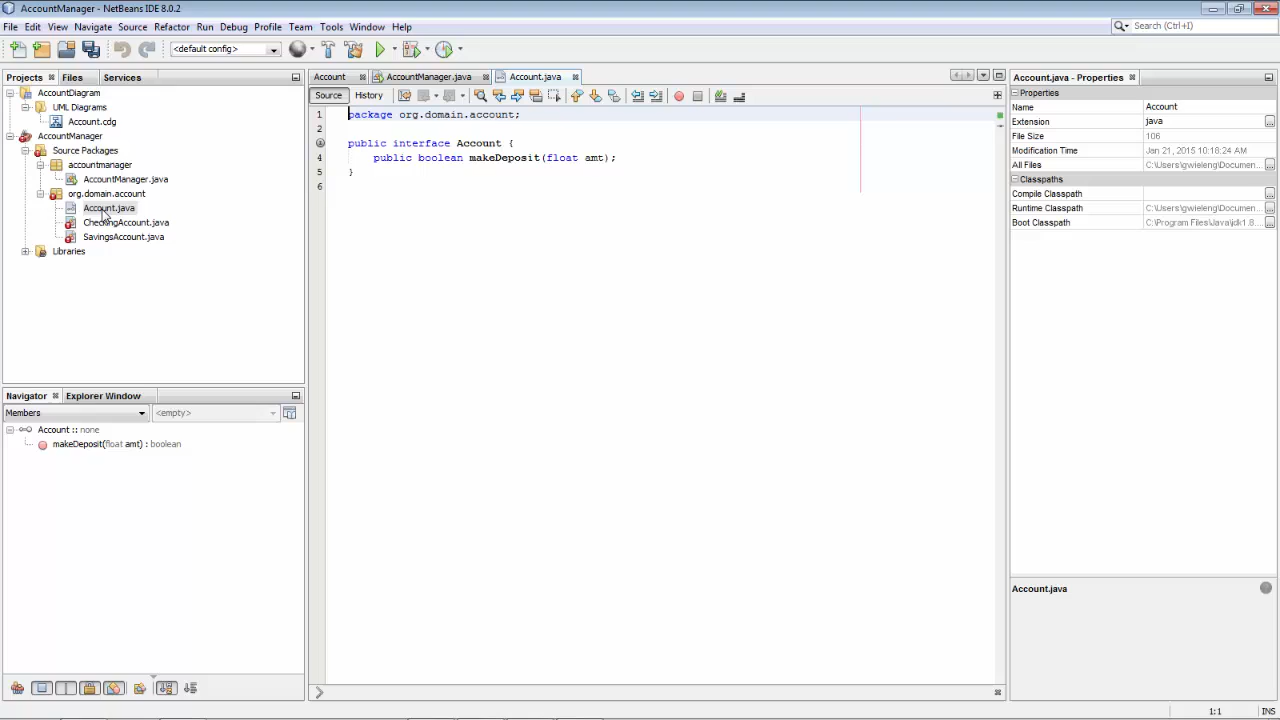 AccountManager - NetBeans IDE 8.0.2
File Edit View Navigate Source Refactor Run Debug Profile Team Tools Window Help
Search (Ctrl+I)
<default config>
Projects Files Services
AccountDiagram
UML Diagrams
Account.cdg
AccountManager
Source Packages
accountmanager
AccountManager.java
org.domain.account
Account.java
CheckingAccount.java
SavingsAccount.java
Libraries
Navigator Explorer Window
Members <empty>
Account :: none
makeDeposit(float amt) : boolean
Account AccountManager.java Account.java
Source History
1 package org.domain.account;
2
public interface Account {
4 public boolean makeDeposit(float amt);
5 }
6
Account.java - Properties
Properties
Name Account
Extension java
File Size 106
Modification Time Jan 21, 2015 10:18:24 AM
All Files C:\Users\gwieleng\Documen...
Classpaths
Compile Classpath
Runtime Classpath C:\Users\gwieleng\Documen...
Boot Classpath C:\Program Files\Java\jdk1.8...
Account.java
1:1 INS